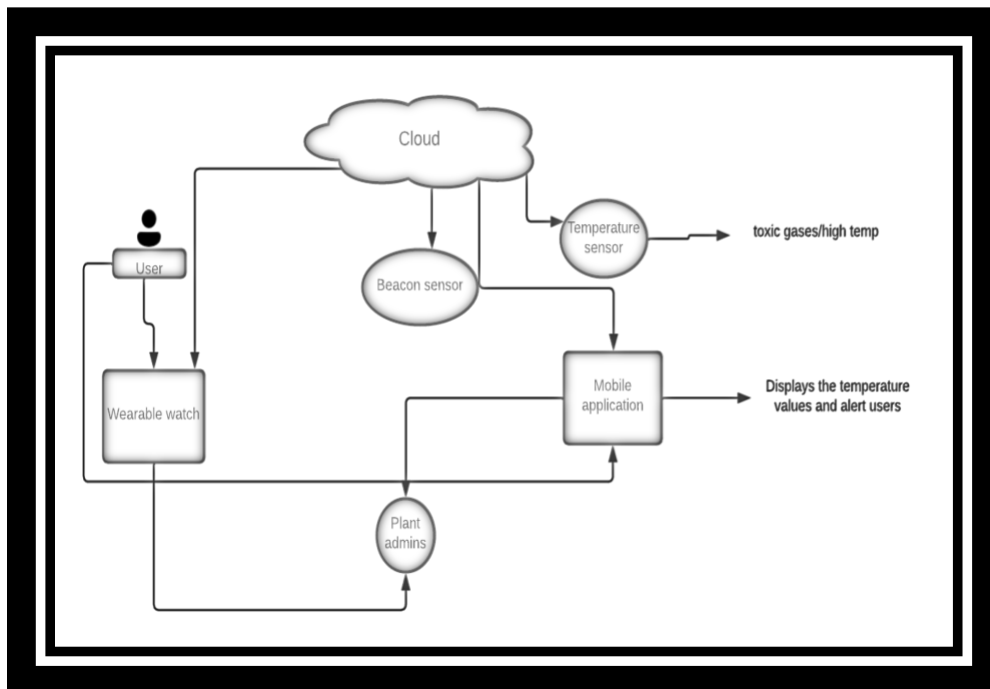 Cloud
Temperature
sensor
toxic gases/high temp
User
Beacon sensor
Mobile
application
Displays the temperature
values and alert users
Wearable watch
Plant
admins